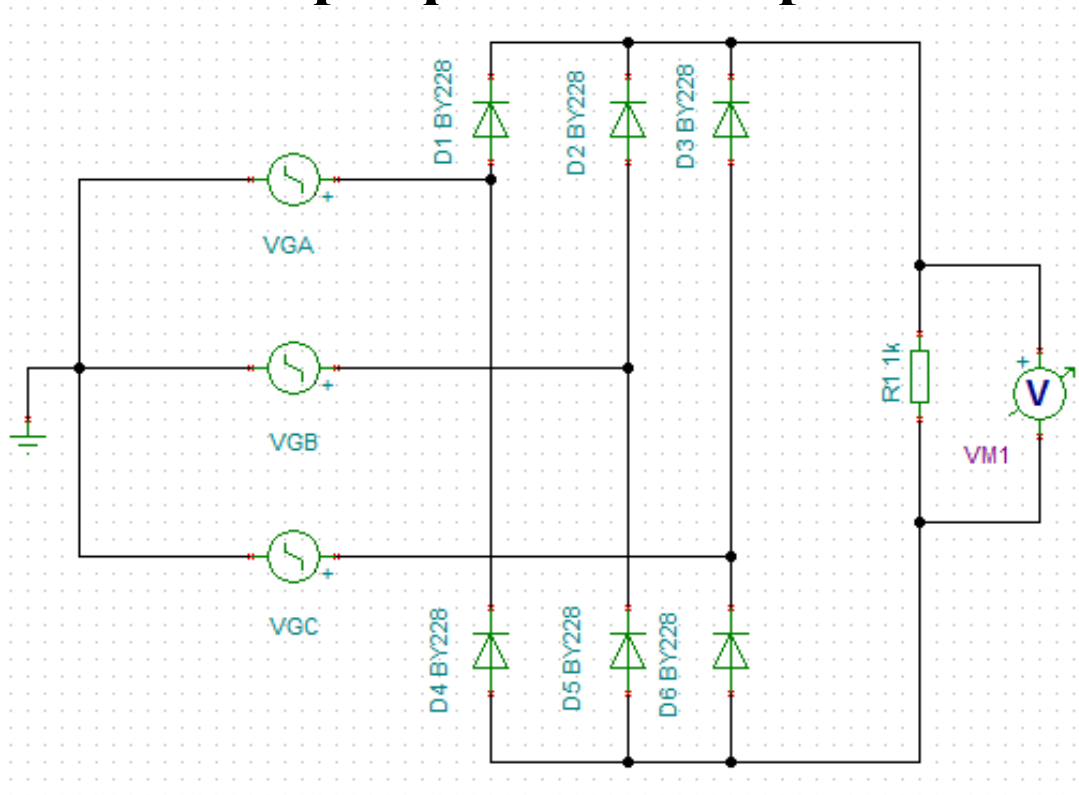 D1 BY228
D2 BY228
D3 BY228
+
VGA
+
VGB
+
VGC
R1 1k
+
V
VM1
D4 BY228
D5 BY228
D6 BY228